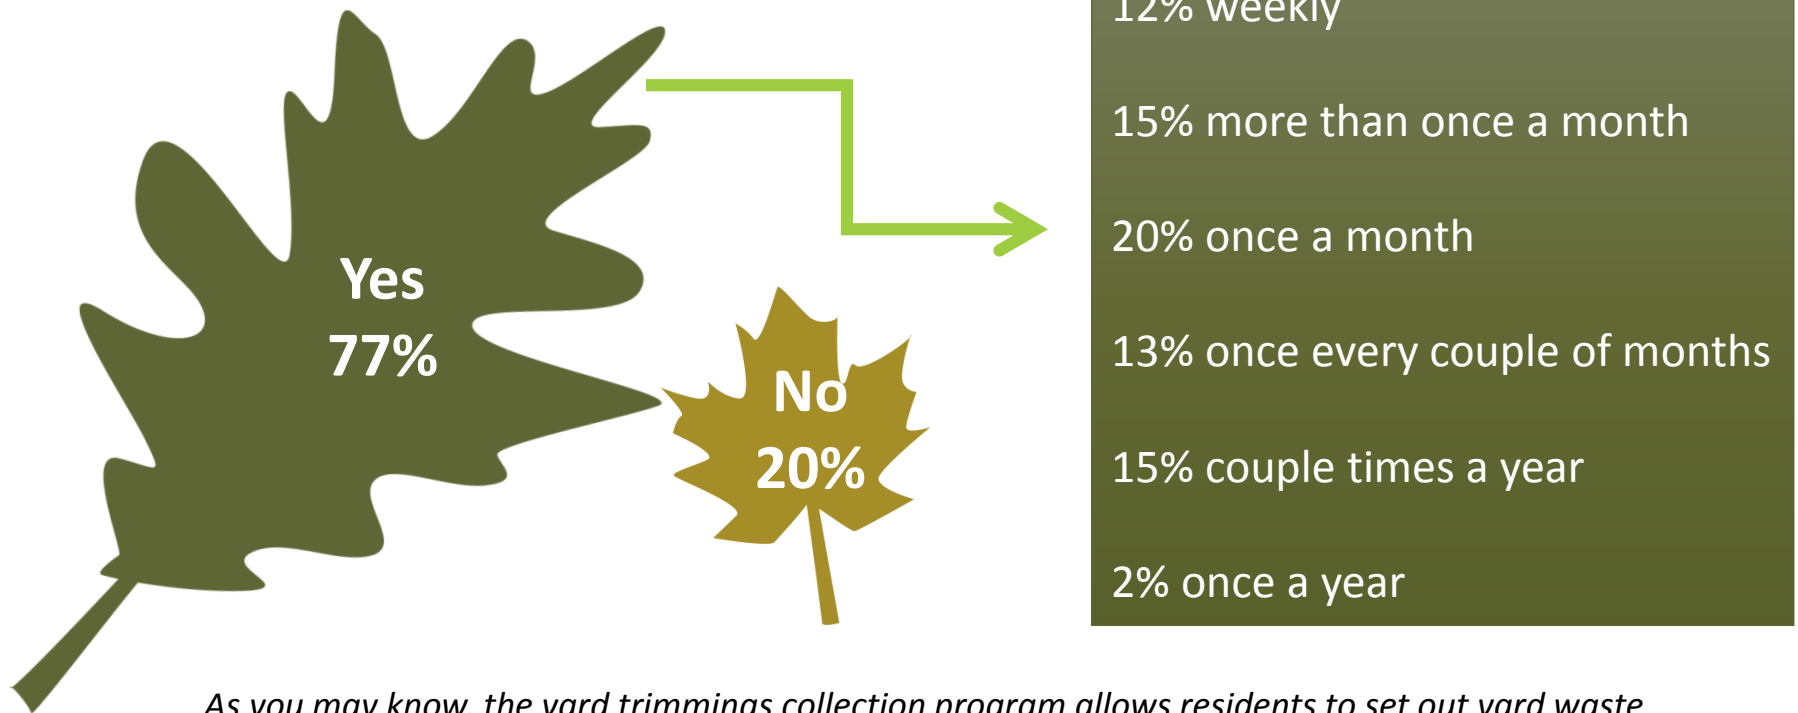 12% weekly
15% more than once a month
20% once a month
13% once every couple of months
15% couple times a year
2% once a year
Yes
77%
No
20%
As you may know, the yard trimmings collection program allows residents to set out yard waste